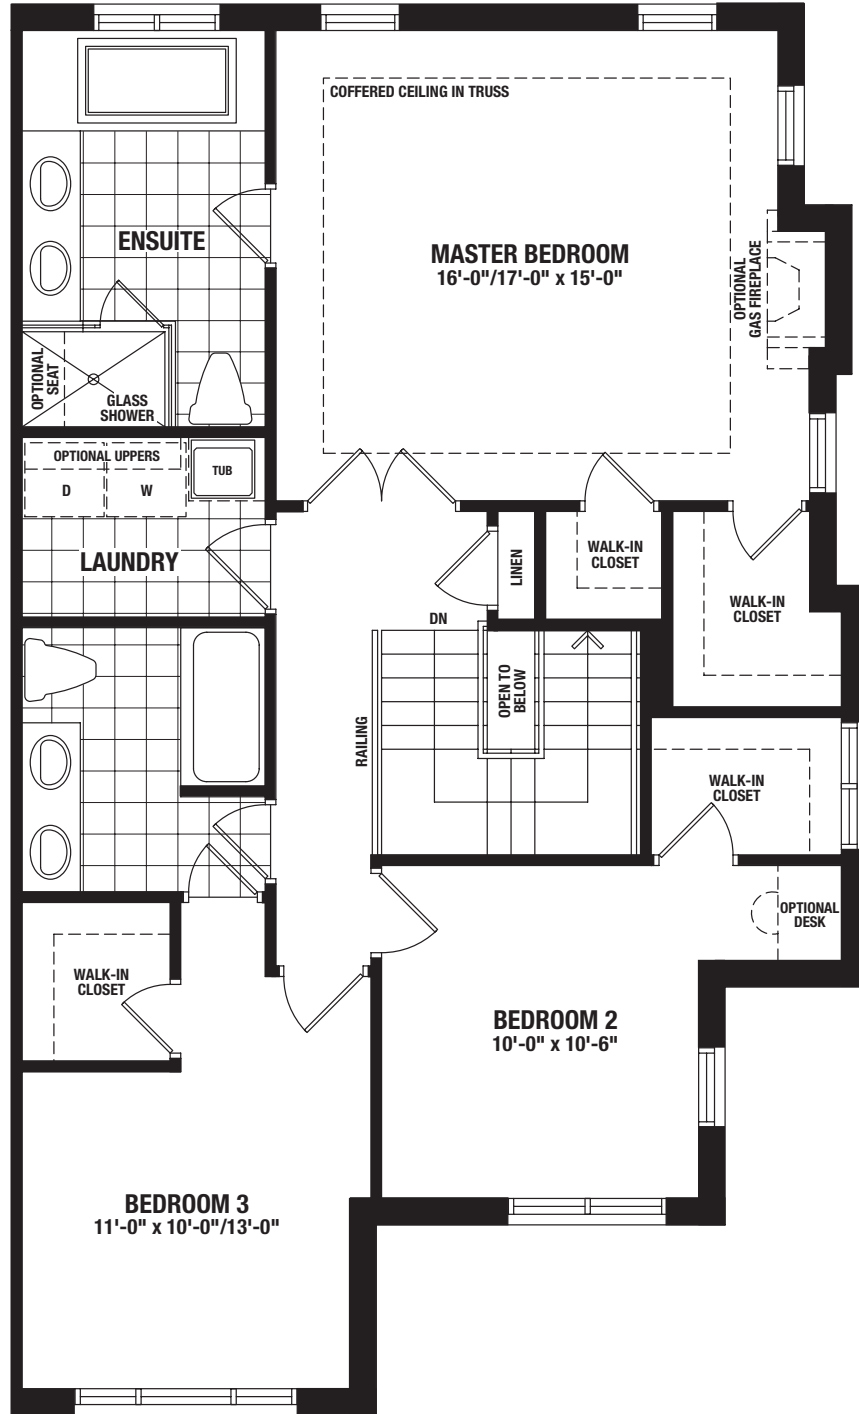 COFFERED CEILING IN TRUSS
ENSUITE
MASTER BEDROOM
16'-0"/17'-0" x 15'-0"
OPTIONAL
GAS FIREPLACE
OPTIONAL
SEAT
GLASS
SHOWER
OPTIONAL UPPERS
D
W
TUB
LAUNDRY
LINEN
WALK-IN
CLOSET
WALK-IN
CLOSET
DN
OPEN TO
BELOW
RAILING
WALK-IN
CLOSET
OPTIONAL
DESK
WALK-IN
CLOSET
BEDROOM 2
10'-0" x 10'-6"
BEDROOM 3
11'-0" x 10'-0"/13'-0"